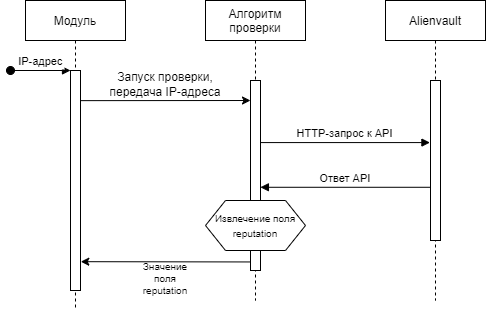 Модуль
Алгоритм
проверки
Alienvault
IP-адрес
Запуск проверки,
передача IP-адреса
HTTP-запрос к API
Ответ API
Извлечение поля
reputation
Значение
поля
reputation